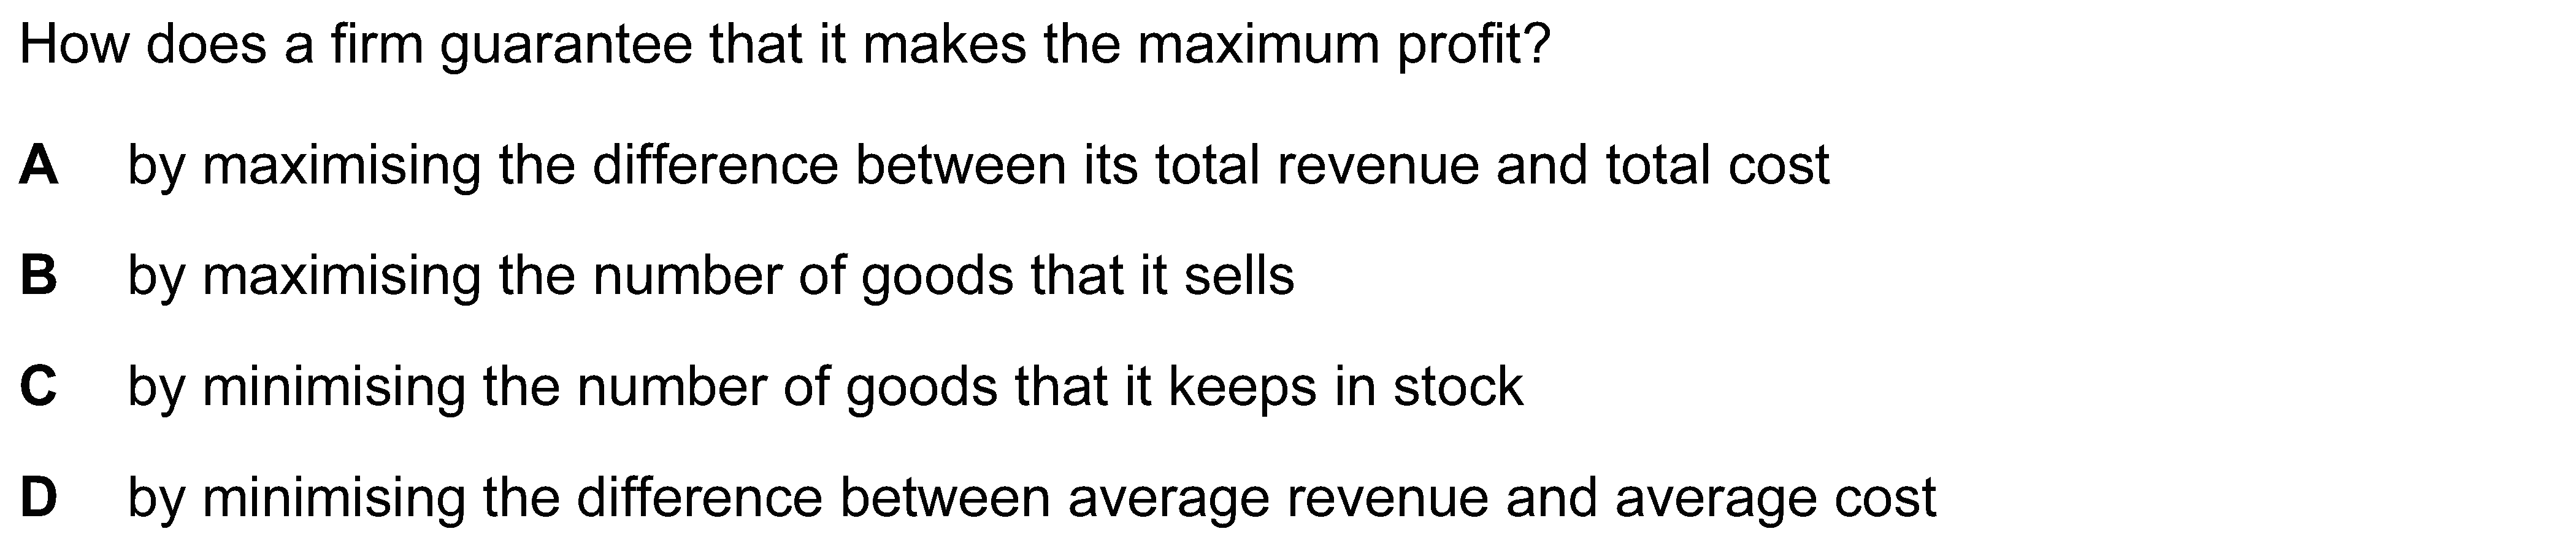 How does a firm guarantee that it makes the maximum profit?
A by maximising the difference between its total revenue and total cost
B by maximising the number of goods that it sells
C by minimising the number of goods that it keeps in stock
D by minimising the difference between average revenue and average cost